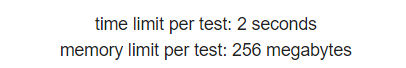 time limit per test: 2 seconds
memory limit per test: 256 megabytes